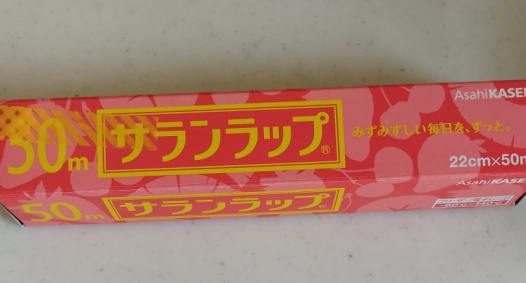 AsahiKASEI
50m
サランラップ®
みずみずしい毎日を、ずっと。
22cm×50m
AsahiKASEI
50m
サランラップ®